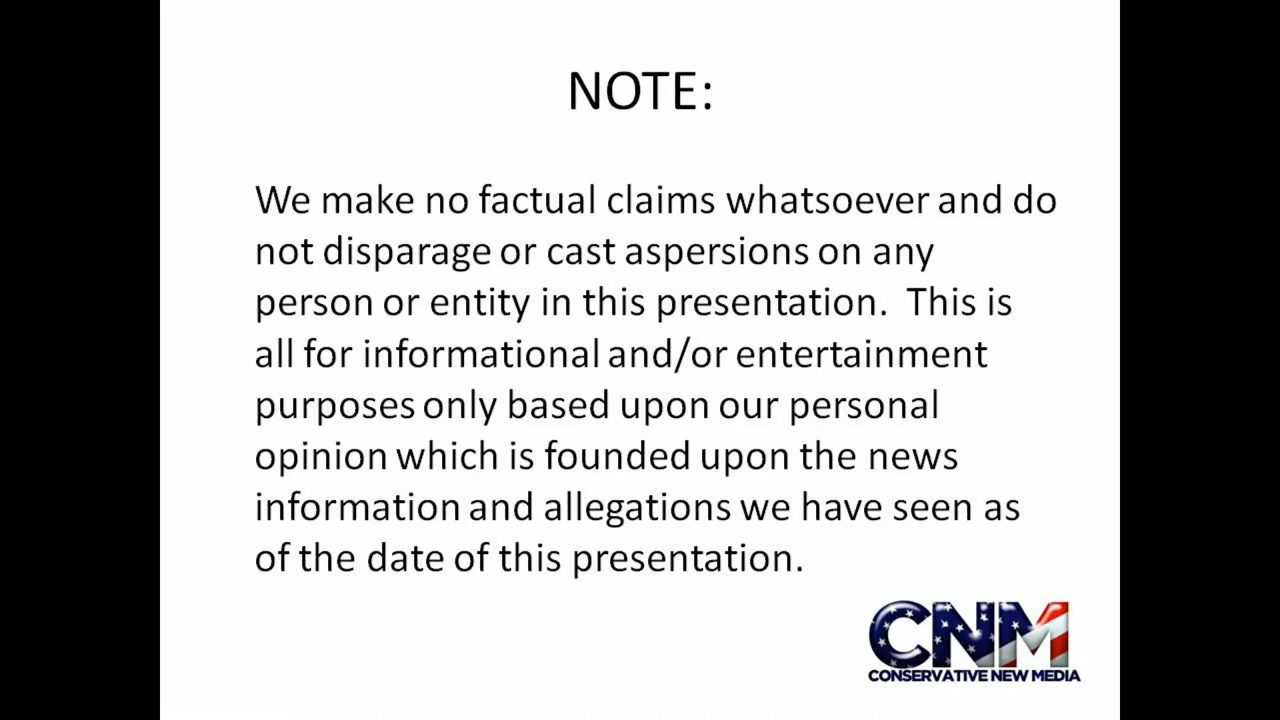 NOTE:
We make no factual claims whatsoever and do
not disparage or cast aspersions on any
person or entity in this presentation.  This is
all for informational and/or entertainment
purposes only based upon our personal
opinion which is founded upon the news
information and allegations we have seen as
of the date of this presentation.
CNM
CONSERVATIVE NEW MEDIA